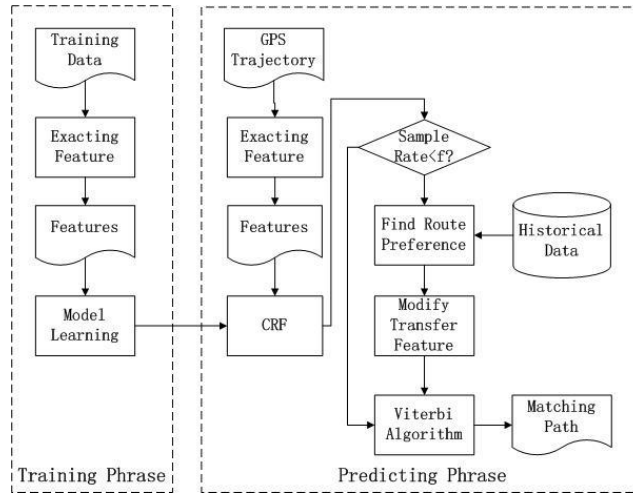 Training
Data
Exacting
Feature
Features
Model
Learning
Training Phrase
GPS
Trajectory
Exacting
Feature
Features
CRF
Sample
Rate<f?
Find Route
Preference
Historical
Data
Modify
Transfer
Feature
Viterbi
Algorithm
Matching
Path
Predicting Phrase